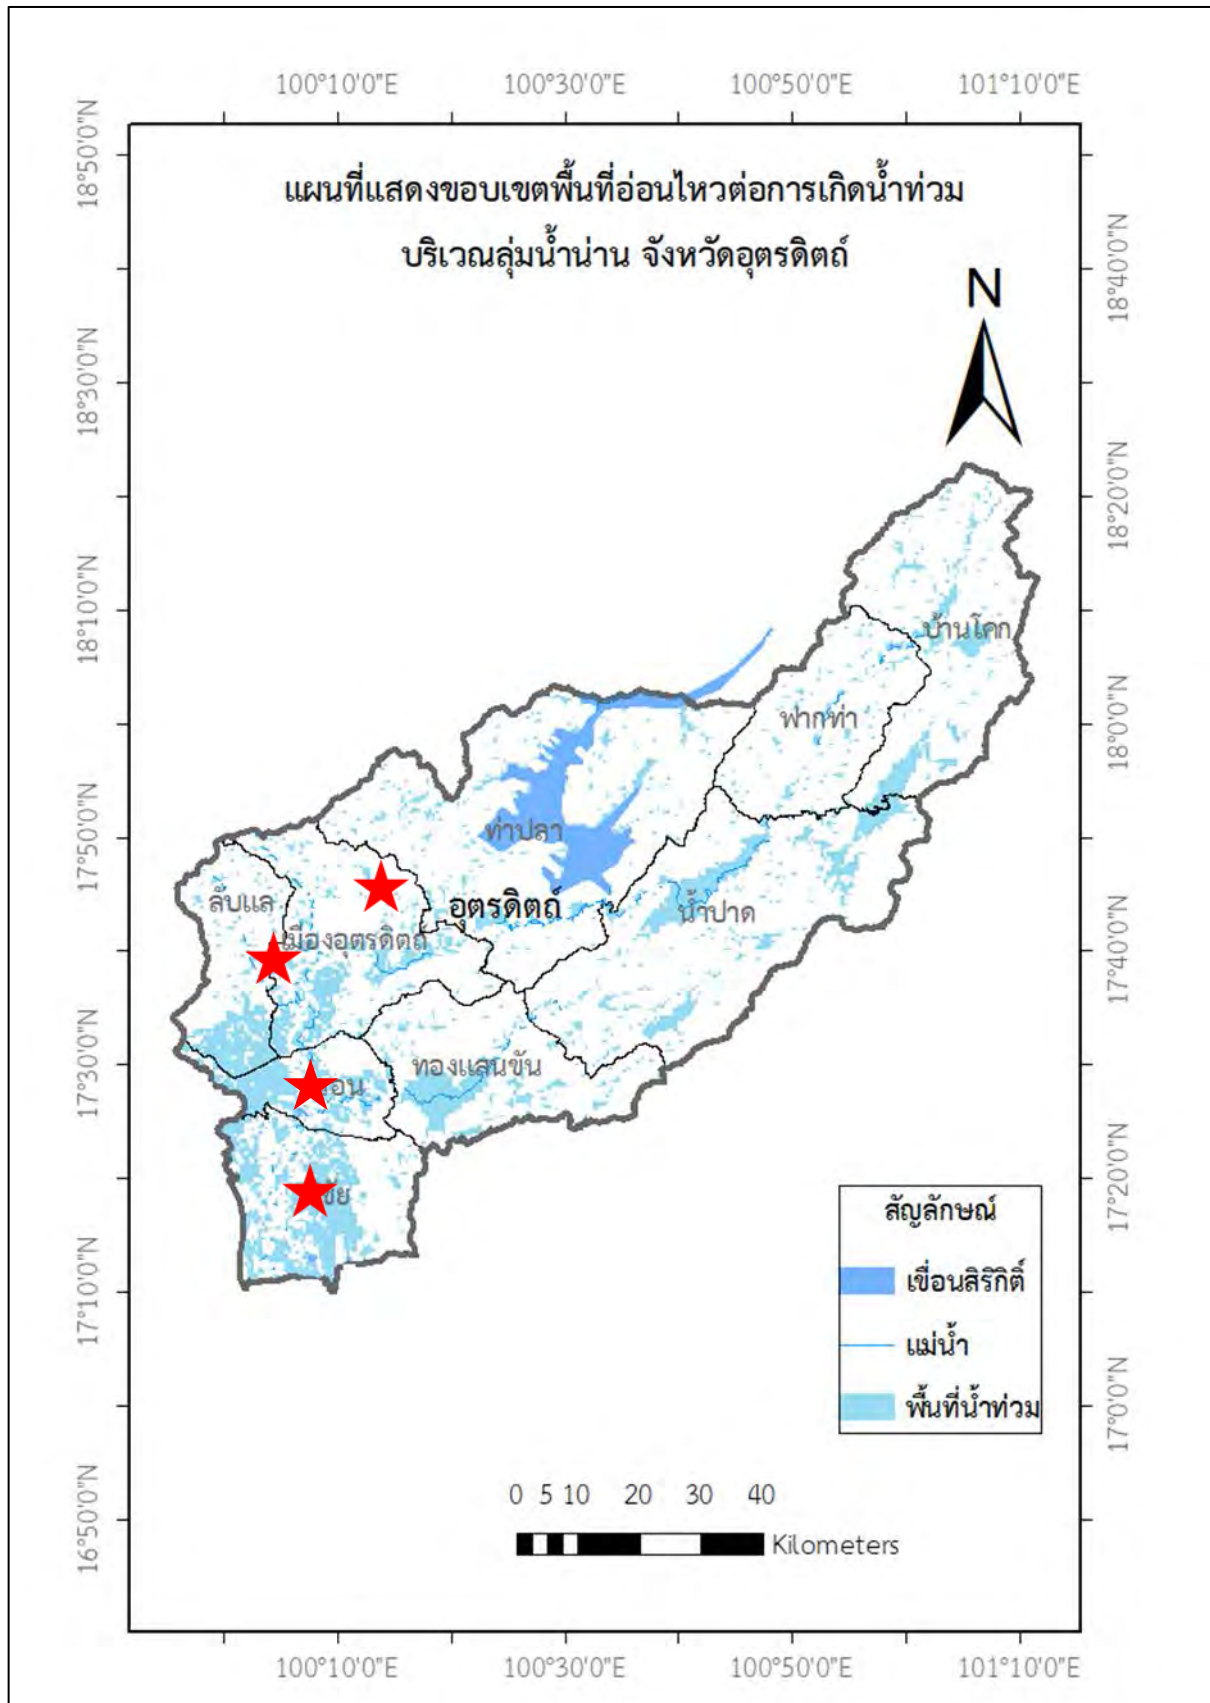 100°10'0"E 100°30'0"E 100°50'0"E 101°10'0"E
แผนที่แสดงขอบเขตพื้นที่อ่อนไหวต่อการเกิดน้ำท่วม
บริเวณลุ่มน้ำน่าน จังหวัดอุตรดิตถ์
N
18°50'0"N
18°40'0"N
18°30'0"N
18°20'0"N
18°10'0"N
บ้านโคก
ฟากท่า
18°0'0"N
17°50'0"N
ท่าปลา
ลับแล
อุตรดิตถ์
น้ำปาด
เมืองอุตรดิตถ์
17°40'0"N
17°30'0"N
ทองแสนขัน
รอน
17°20'0"N
ชัย
17°10'0"N
สัญลักษณ์
เขื่อนสิริกิติ์
แม่น้ำ
พื้นที่น้ำท่วม
17°0'0"N
16°50'0"N
0 5 10 20 30 40
Kilometers
100°10'0"E 100°30'0"E 100°50'0"E 101°10'0"E